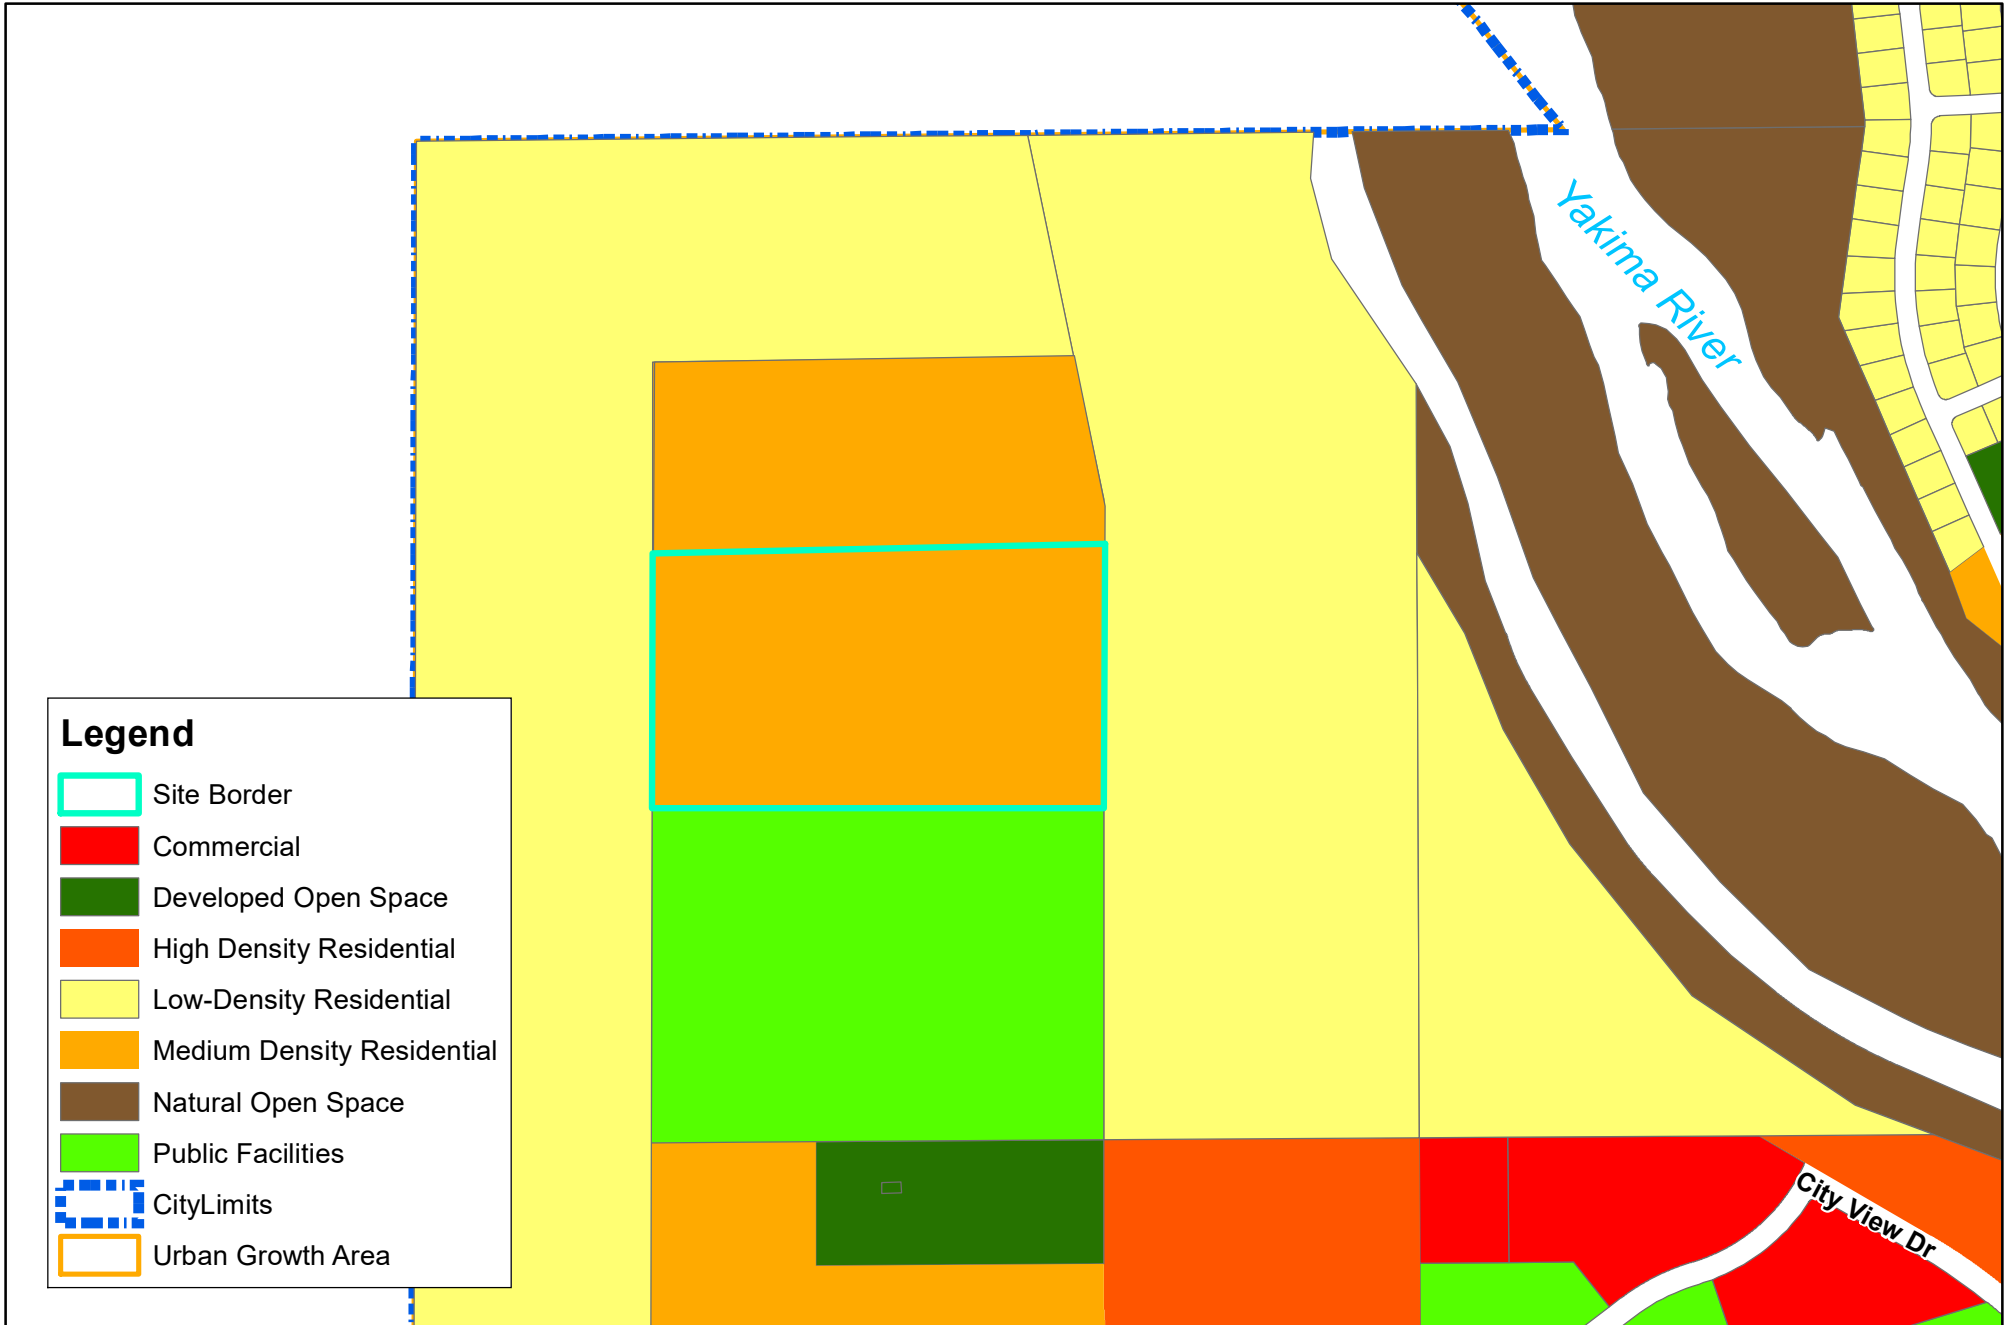 Yakima River
Legend
Site Border
Commercial
Developed Open Space
High Density Residential
Low-Density Residential
Medium Density Residential
Natural Open Space
Public Facilities
CityLimits
Urban Growth Area
City View Dr